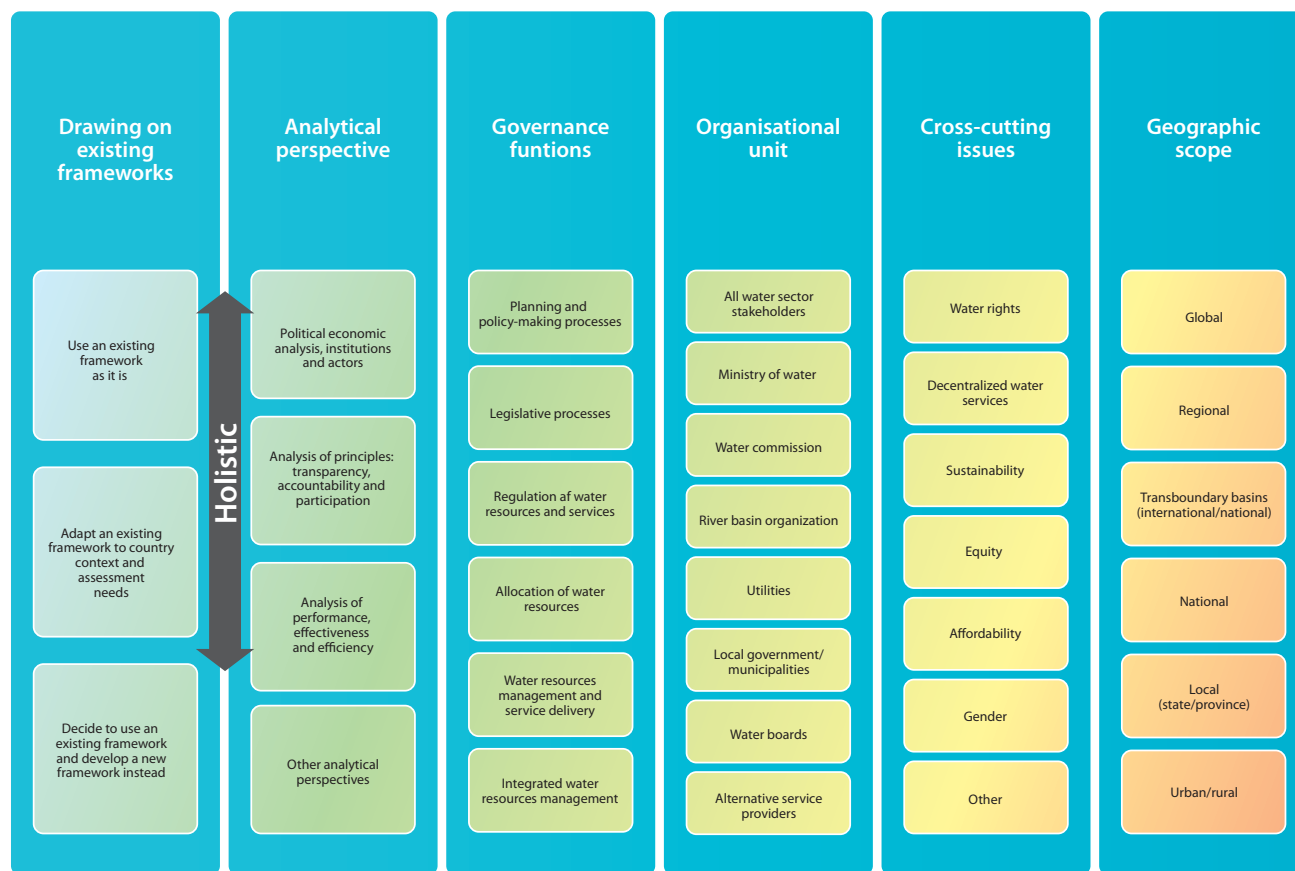 Drawing on
existing
frameworks
Use an existing
framework
as it is
Adapt an existing
framework to country
context and
assessment
needs
Decide to use an
existing framework
and develop a new
framework instead
Holistic
Analytical
perspective
Political economic
analysis, institutions
and actors
Analysis of principles:
transparency,
accountability and
participation
Analysis of
performance,
effectiveness
and efficiency
Other analytical
perspectives
Governance
funtions
Planning and
policy-making processes
Legislative processes
Regulation af water
resources and services
Allocation of water
resources
Water resources
management and
service delivery
Integrated water
resources management
Organisational
unit
All water sector
stakeholders
Ministry of water
Water commission
River basin organization
Utilities
Local government/
municipalities
Water boards
Alternative service
providers
Cross-cutting
issues
Water rights
Decentralized water
services
Sustainability
Equity
Affordability
Gender
Other
Geographic
scope
Global
Regional
Transboundary basins
(international/national)
National
Local
(state/province)
Urban/rural